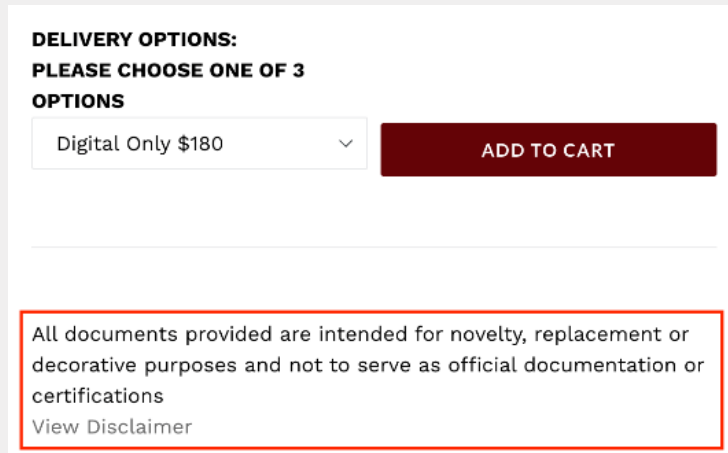 DELIVERY OPTIONS:
PLEASE CHOOSE ONE OF 3
OPTIONS
Digital Only $180
ADD TO CART
All documents provided are intended for novelty, replacement or
decorative purposes and not to serve as official documentation or
certifications
View Disclaimer